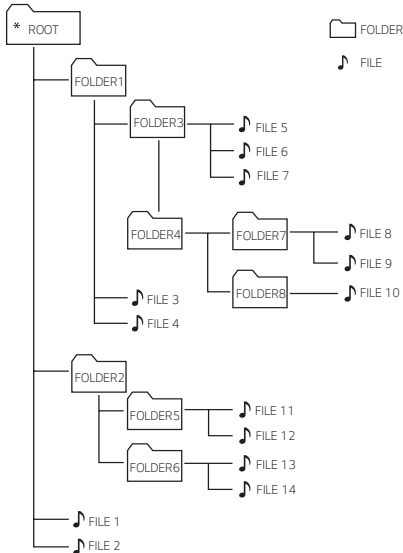 * ROOT
FOLDER
FILE
FOLDER1
FOLDER3
FILE 5
FILE 6
FILE 7
FOLDER4
FOLDER7
FILE 8
FILE 9
FOLDER8
FILE 10
FILE 3
FILE 4
FOLDER2
FOLDER5
FILE 11
FILE 12
FOLDER6
FILE 13
FILE 14
FILE 1
FILE 2